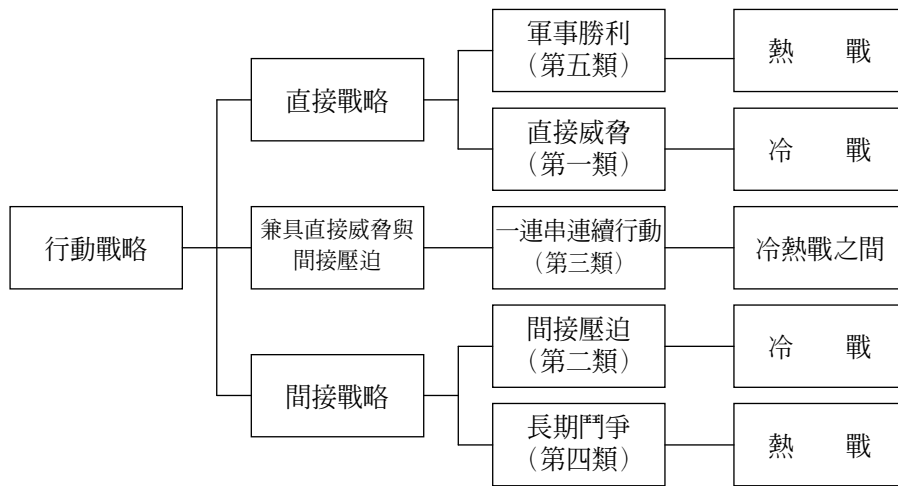 行動戰略
直接戰略
軍事勝利
（第五類）
熱　　戰
直接威脅
（第一類）
冷　　戰
兼具直接威脅與
間接壓迫
一連串連續行動
（第三類）
冷熱戰之間
間接戰略
間接壓迫
（第二類）
冷　　戰
長期鬥爭
（第四類）
熱　　戰